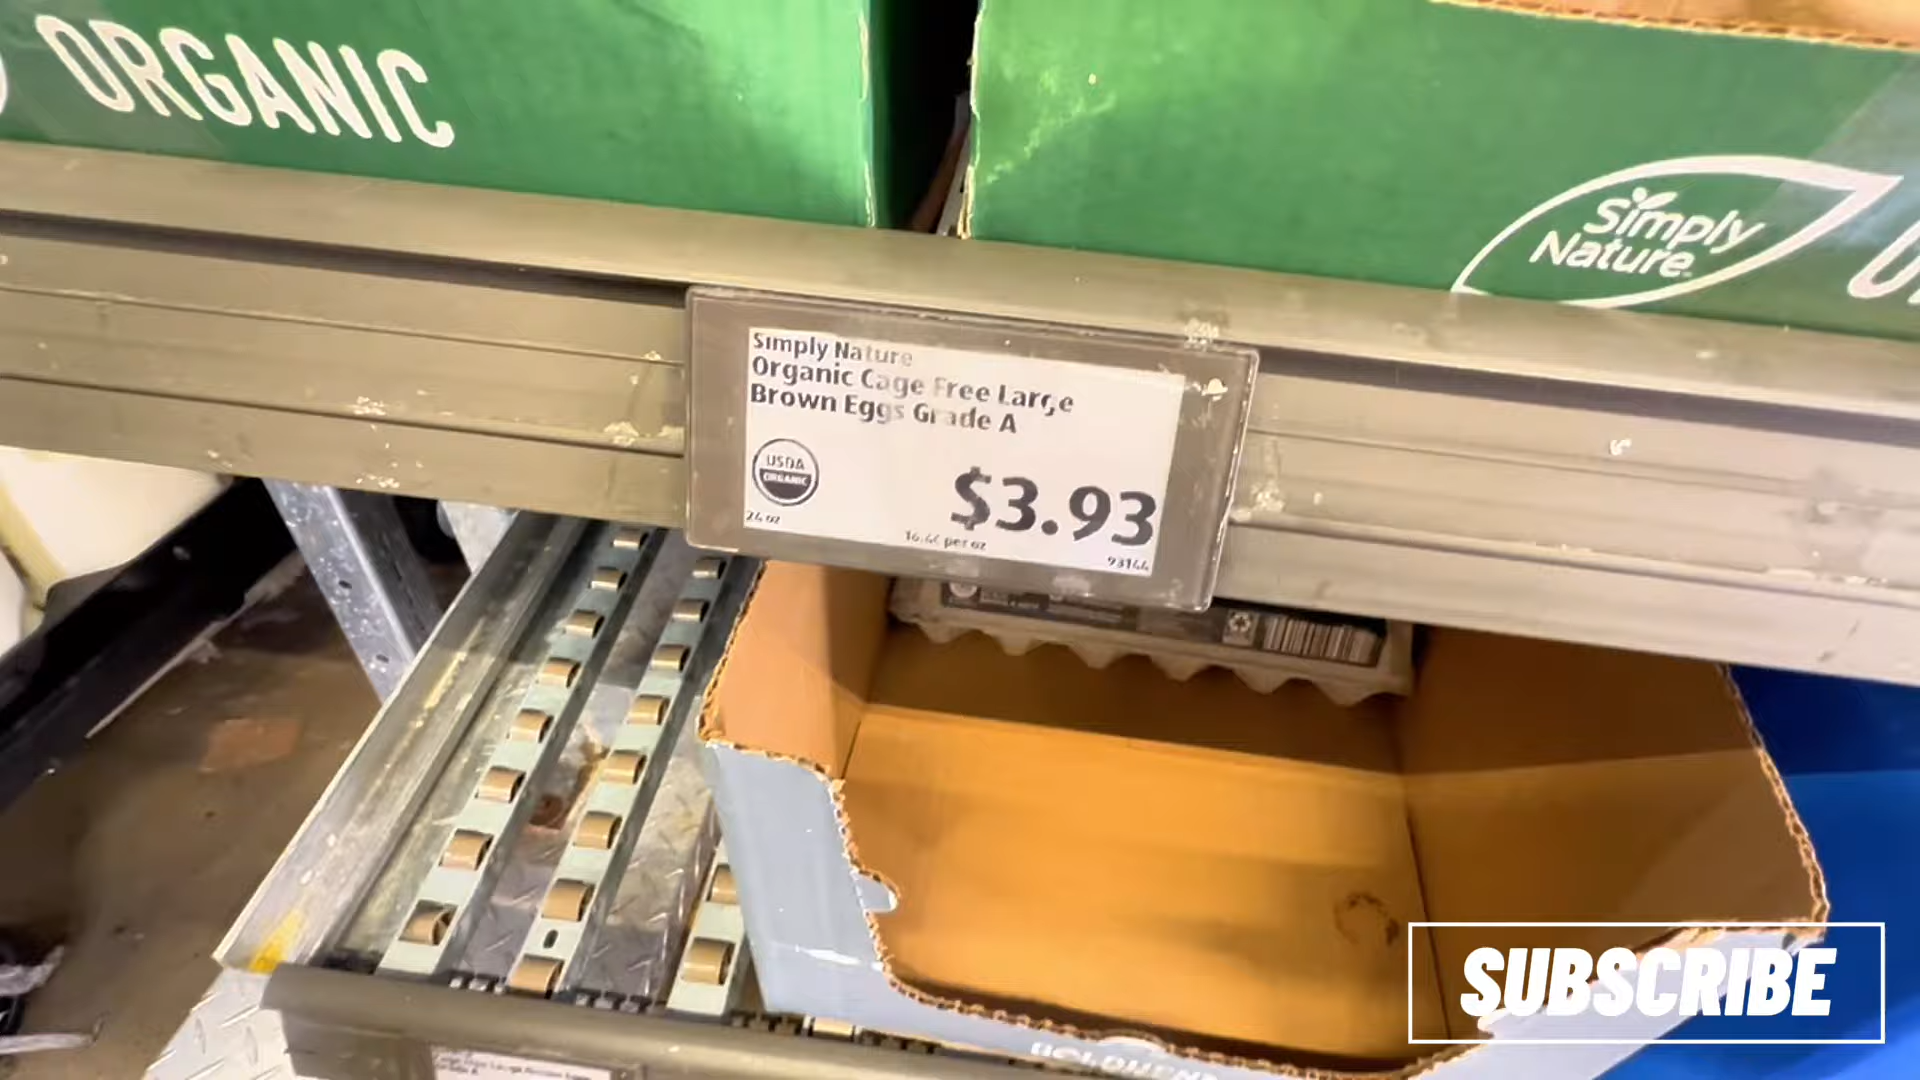 ORGANIC
Simply
Nature
Simply Nature
Organic Cage Free Large
Brown Eggs Grade A
USDA
ORGANIC
$3.93
24 oz
per oz
SUBSCRIBE